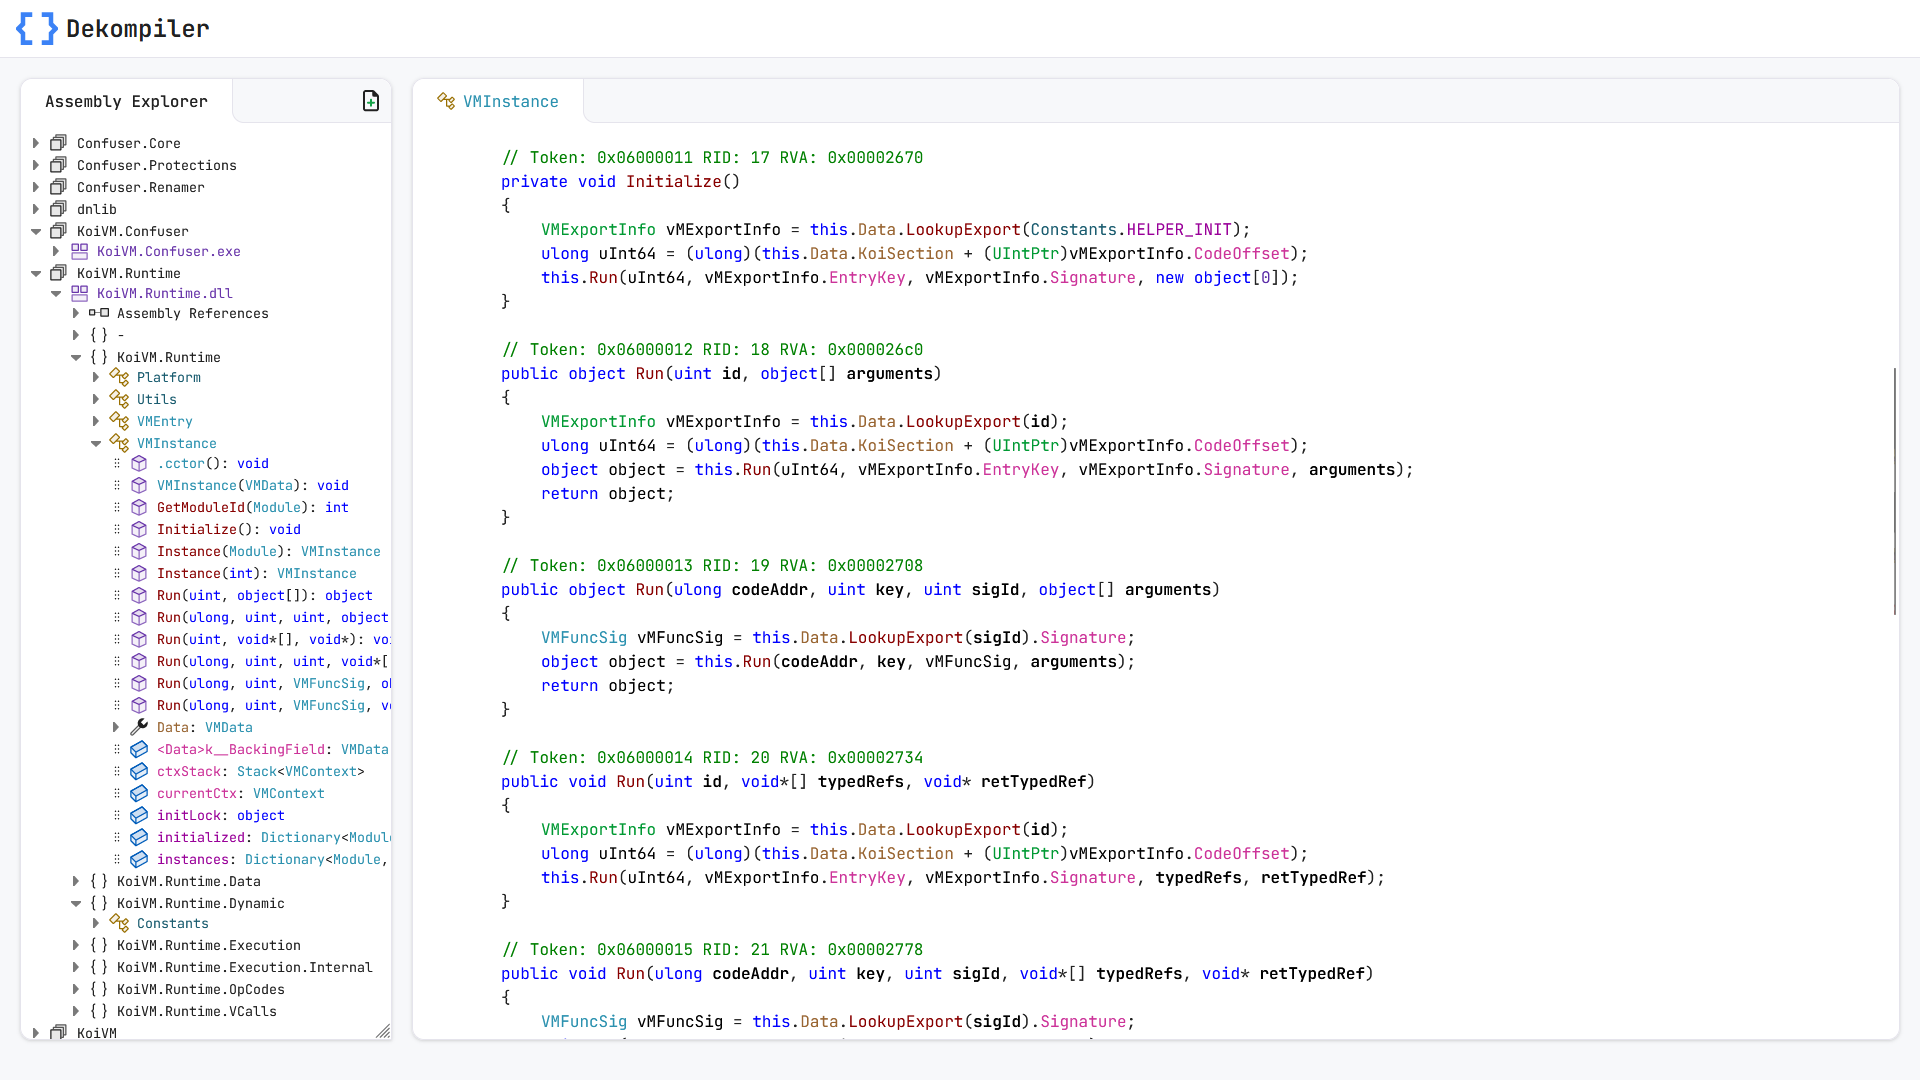 Dekompiler
Assembly Explorer
Confuser.Core
Confuser.Protections
Confuser.Renamer
dnlib
KoiVM.Confuser
KoiVM.Confuser.exe
KoiVM.Runtime
KoiVM.Runtime.dll
Assembly References
{ } -
{ } KoiVM.Runtime
Platform
Utils
VMEntry
VMInstance
.cctor(): void
VMInstance(VMData): void
GetModuleId(Module): int
Initialize(): void
Instance(Module): VMInstance
Instance(int): VMInstance
Run(uint, object[]): object
Run(ulong, uint, uint, object
Run(uint, void*[], void*): vo
Run(ulong, uint, uint, void*[
Run(ulong, uint, VMFuncSig, o
Run(ulong, uint, VMFuncSig, v
Data: VMData
<Data>k__BackingField: VMData
ctxStack: Stack<VMContext>
currentCtx: VMContext
initLock: object
initialized: Dictionary<Modul
instances: Dictionary<Module,
{ } KoiVM.Runtime.Data
{ } KoiVM.Runtime.Dynamic
Constants
{ } KoiVM.Runtime.Execution
{ } KoiVM.Runtime.Execution.Internal
{ } KoiVM.Runtime.OpCodes
{ } KoiVM.Runtime.VCalls
KoiVM
VMInstance
// Token: 0x06000011 RID: 17 RVA: 0x00002670
private void Initialize()
{
VMExportInfo vMExportInfo = this.Data.LookupExport(Constants.HELPER_INIT);
ulong uInt64 = (ulong)(this.Data.KoiSection + (UIntPtr)vMExportInfo.CodeOffset);
this.Run(uInt64, vMExportInfo.EntryKey, vMExportInfo.Signature, new object[0]);
}
// Token: 0x06000012 RID: 18 RVA: 0x000026c0
public object Run(uint id, object[] arguments)
{
VMExportInfo vMExportInfo = this.Data.LookupExport(id);
ulong uInt64 = (ulong)(this.Data.KoiSection + (UIntPtr)vMExportInfo.CodeOffset);
object object = this.Run(uInt64, vMExportInfo.EntryKey, vMExportInfo.Signature, arguments);
return object;
}
// Token: 0x06000013 RID: 19 RVA: 0x00002708
public object Run(ulong codeAddr, uint key, uint sigId, object[] arguments)
{
VMFuncSig vMFuncSig = this.Data.LookupExport(sigId).Signature;
object object = this.Run(codeAddr, key, vMFuncSig, arguments);
return object;
}
// Token: 0x06000014 RID: 20 RVA: 0x00002734
public void Run(uint id, void*[] typedRefs, void* retTypedRef)
{
VMExportInfo vMExportInfo = this.Data.LookupExport(id);
ulong uInt64 = (ulong)(this.Data.KoiSection + (UIntPtr)vMExportInfo.CodeOffset);
this.Run(uInt64, vMExportInfo.EntryKey, vMExportInfo.Signature, typedRefs, retTypedRef);
}
// Token: 0x06000015 RID: 21 RVA: 0x00002778
public void Run(ulong codeAddr, uint key, uint sigId, void*[] typedRefs, void* retTypedRef)
{
VMFuncSig vMFuncSig = this.Data.LookupExport(sigId).Signature;